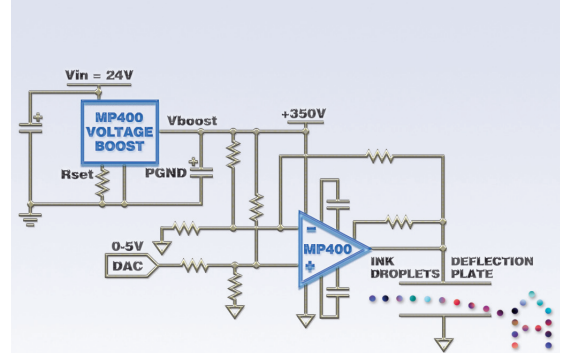 Vin = 24V
MP400
VOLTAGE
BOOST
Vboost
+350V
Rset
PGND
MP400
0-5V
DAC
INK
DROPLETS
DEFLECTION
PLATE